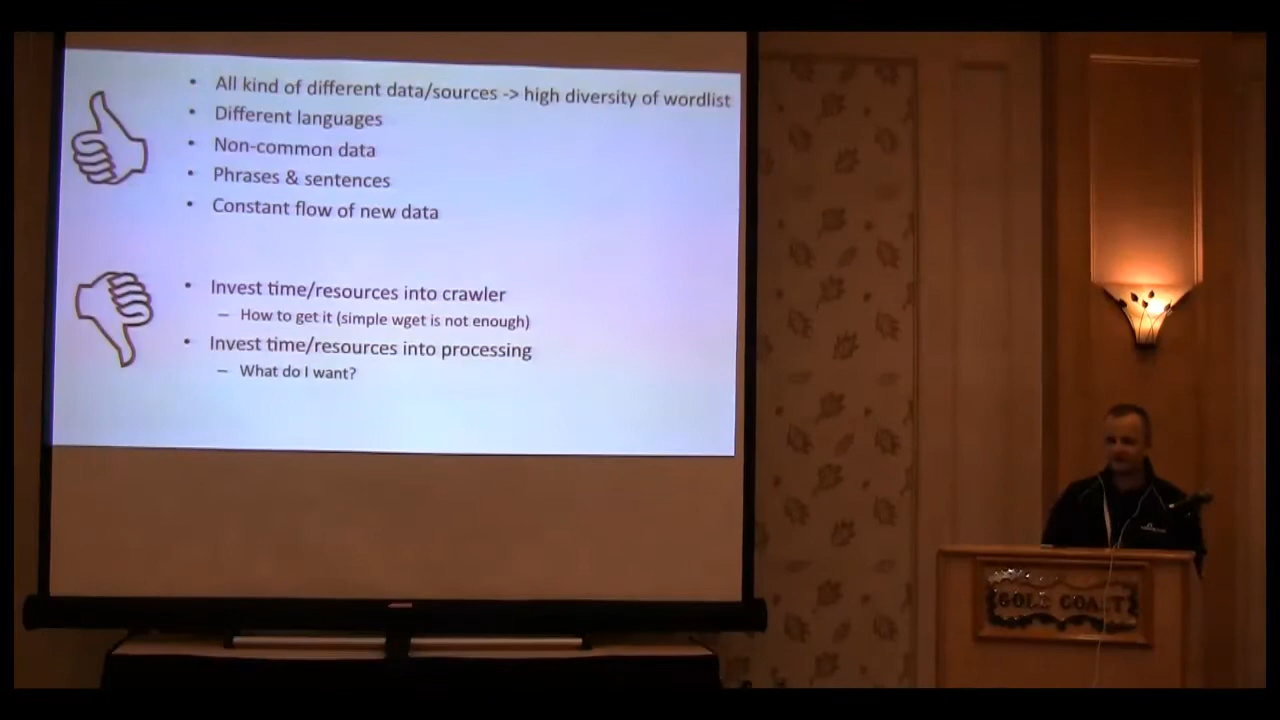 • All kind of different data/sources -> high diversity of wordlist
• Different languages
• Non-common data
• Phrases & sentences
• Constant flow of new data
• Invest time/resources into crawler
– How to get it (simple wget is not enough)
• Invest time/resources into processing
– What do I want?
GOLD COAST